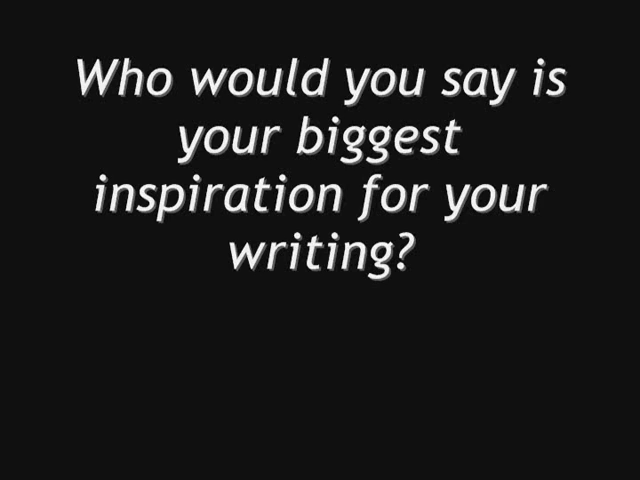 Who would you say is
your biggest
inspiration for your
writing?